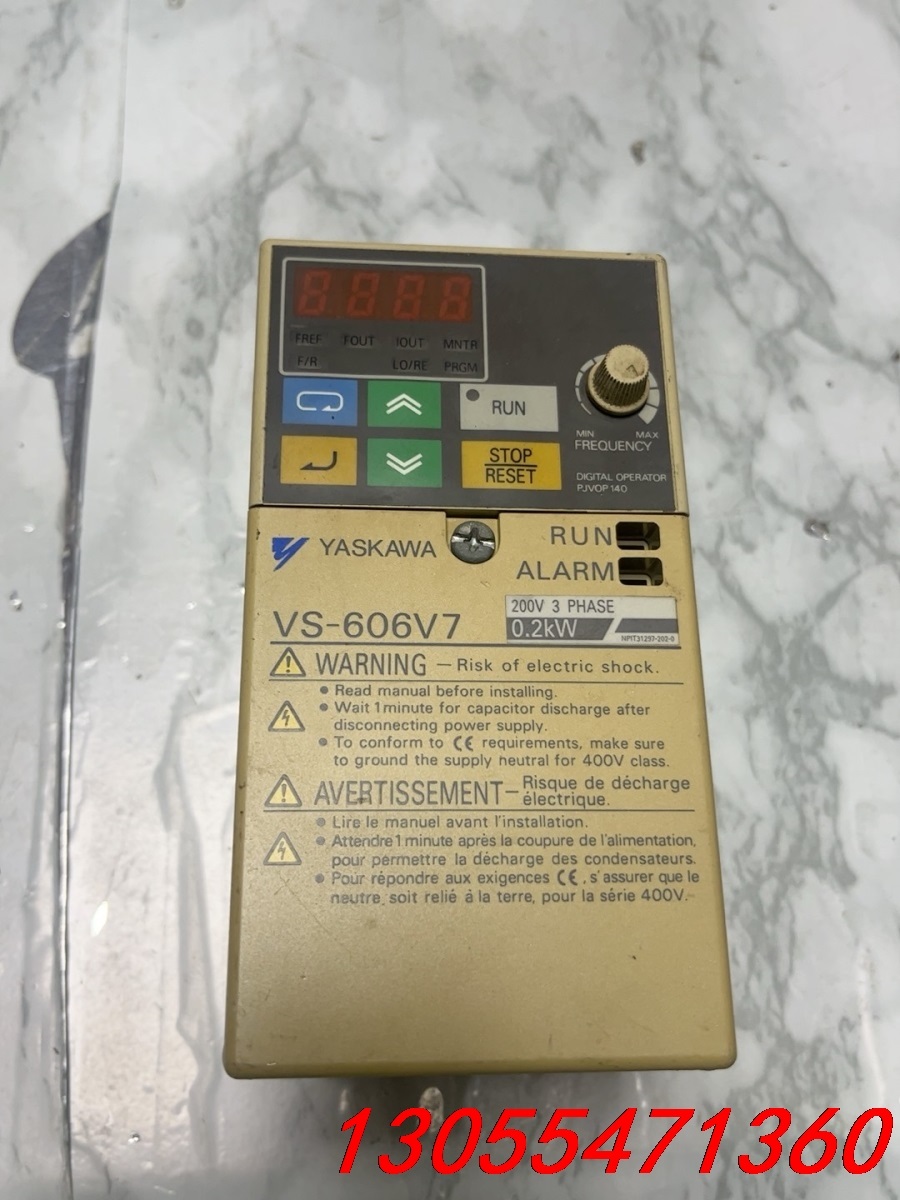 8.888
FREF FOUT IOUT MNTR
F/R LO/RE PRGM
RUN
STOP
RESET
MIN MAX
FREQUENCY
DIGITAL OPERATOR
PJVOP140
YASKAWA
RUN
ALARM
VS-606V7
200V 3 PHASE
0.2kW
WARNING – Risk of electric shock.
● Read manual before installing.
● Wait 1 minute for capacitor discharge after
disconnecting power supply.
● To conform to CE requirements, make sure
to ground the supply neutral for 400V class.
AVERTISSEMENT – Risque de décharge
électrique.
● Lire le manuel avant l'installation.
● Attendre 1 minute après la coupure de l'alimentation,
pour permettre la décharge des condensateurs.
● Pour répondre aux exigences CE, s'assurer que le
neutre soit relié à la terre, pour la série 400V.
13055471360